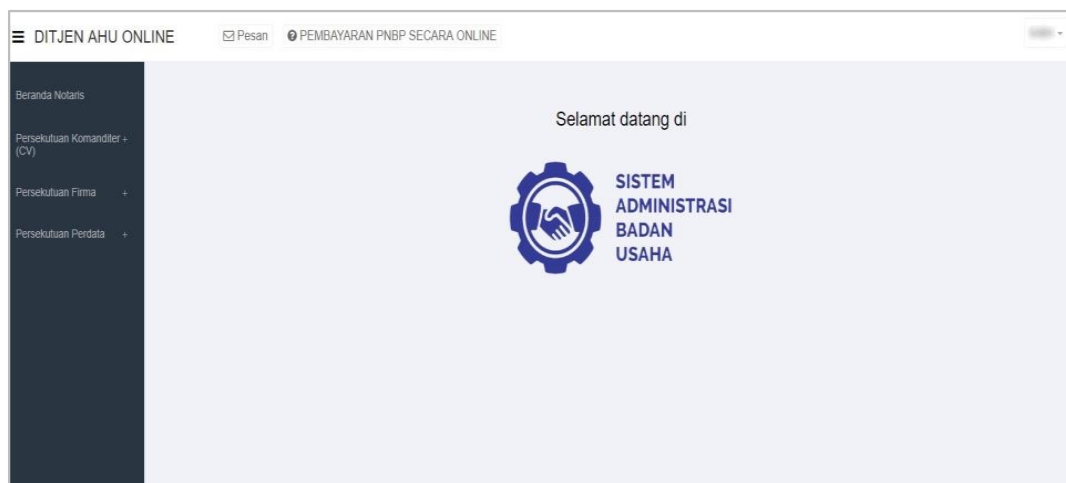 DITJEN AHU ONLINE
Pesan
PEMBAYARAN PNBP SECARA ONLINE
Beranda Notaris
Persekutuan Komanditer +
(CV)
Persekutuan Firma +
Persekutuan Perdata +
Selamat datang di
SISTEM
ADMINISTRASI
BADAN
USAHA